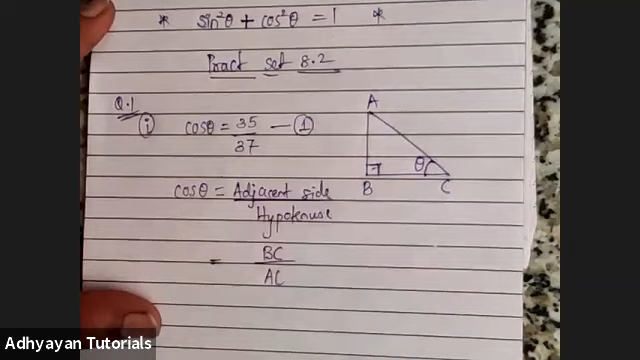 * sin²θ + cos²θ = 1 *
Pract set 8.2
Q.1
(i) cosθ = 35/37 — (1)
A
θ
B C
cosθ = Adjacent side
Hypotenuse
= BC
AC
Adhyayan Tutorials